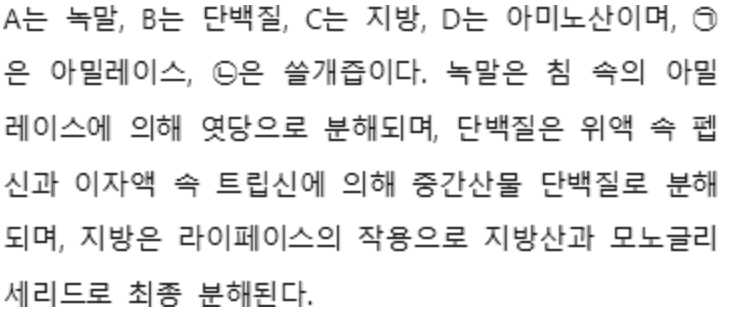 A는 녹말, B는 단백질, C는 지방, D는 아미노산이며, ㉠
은 아밀레이스, ㉡은 쓸개즙이다. 녹말은 침 속의 아밀
레이스에 의해 엿당으로 분해되며, 단백질은 위액 속 펩
신과 이자액 속 트립신에 의해 중간산물 단백질로 분해
되며, 지방은 라이페이스의 작용으로 지방산과 모노글리
세리드로 최종 분해된다.